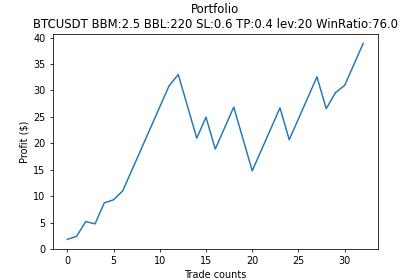 Portfolio
BTCUSDT BBM:2.5 BBL:220 SL:0.6 TP:0.4 lev:20 WinRatio:76.0
40
35
30
25
20
15
10
5
0
Profit ($)
0 5 10 15 20 25 30
Trade counts